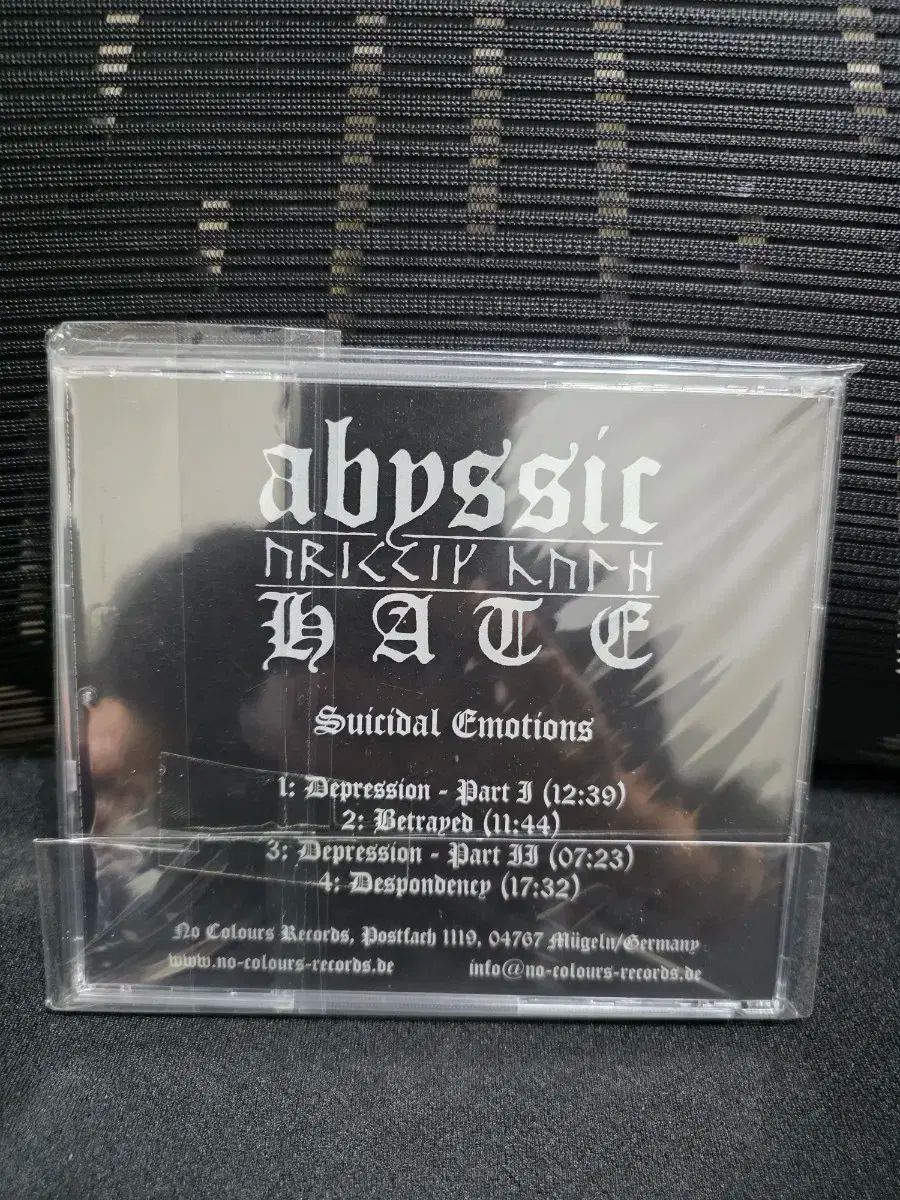 abyssic
HATE
Suicidal Emotions
1: Depression - Part I (12:39)
2: Betrayed (11:44)
3: Depression - Part II (07:23)
4: Despondency (17:32)
No Colours Records, Postfach 1119, 04767 Mügeln/Germany
www.no-colours-records.de info@no-colours-records.de